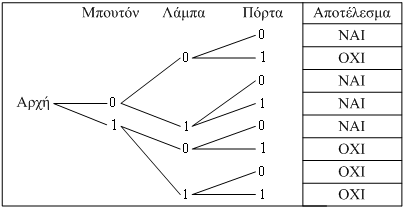 Μπουτόν Λάμπα Πόρτα Αποτέλεσμα
0 ΝΑΙ
0 1 ΟΧΙ
0 ΝΑΙ
Αρχή 0 1 ΝΑΙ
1 1 0 ΝΑΙ
0 1 ΟΧΙ
0 ΟΧΙ
1 1 ΟΧΙ